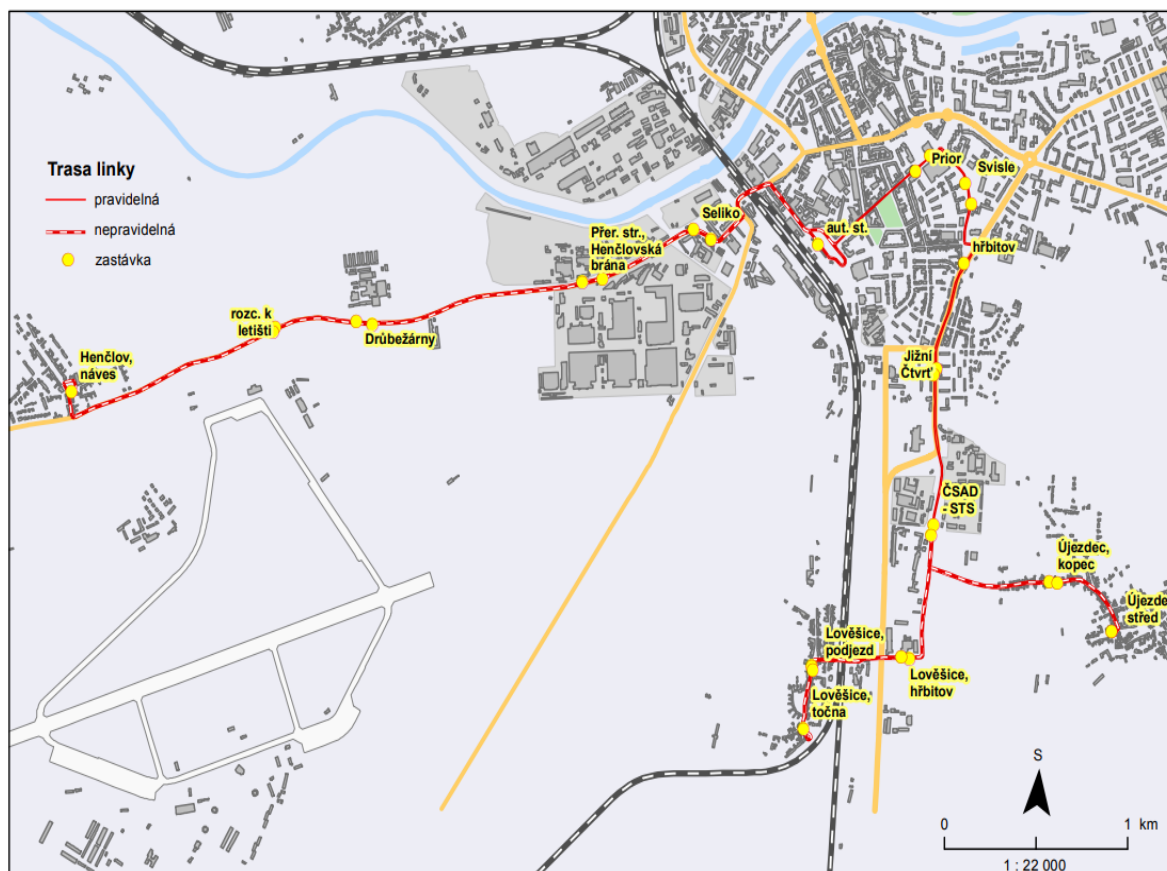 Trasa linky
pravidelná
nepravidelná
zastávka
Prior
Svisle
Seliko
aut. st.
Přer. str.,
Henčlovská
brána
hřbitov
rozc. k
letišti
Drůbežárny
Henčlov,
náves
Jižní
Čtvrť
ČSAD
- STS
Újezdec,
kopec
Újezde
střed
Lověšice,
podjezd
Lověšice,
hřbitov
Lověšice,
točna
S
0 1 km
1 : 22 000